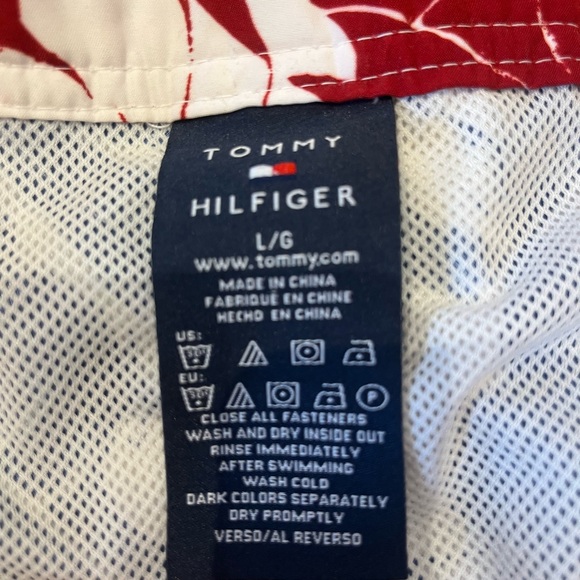 TOMMY
HILFIGER
L/G
www.tommy.com
MADE IN CHINA
FABRIQUÉ EN CHINE
HECHO EN CHINA
US:
EU:
P
CLOSE ALL FASTENERS
WASH AND DRY INSIDE OUT
RINSE IMMEDIATELY
AFTER SWIMMING
WASH COLD
DARK COLORS SEPARATELY
DRY PROMPTLY
VERSO/AL REVERSO